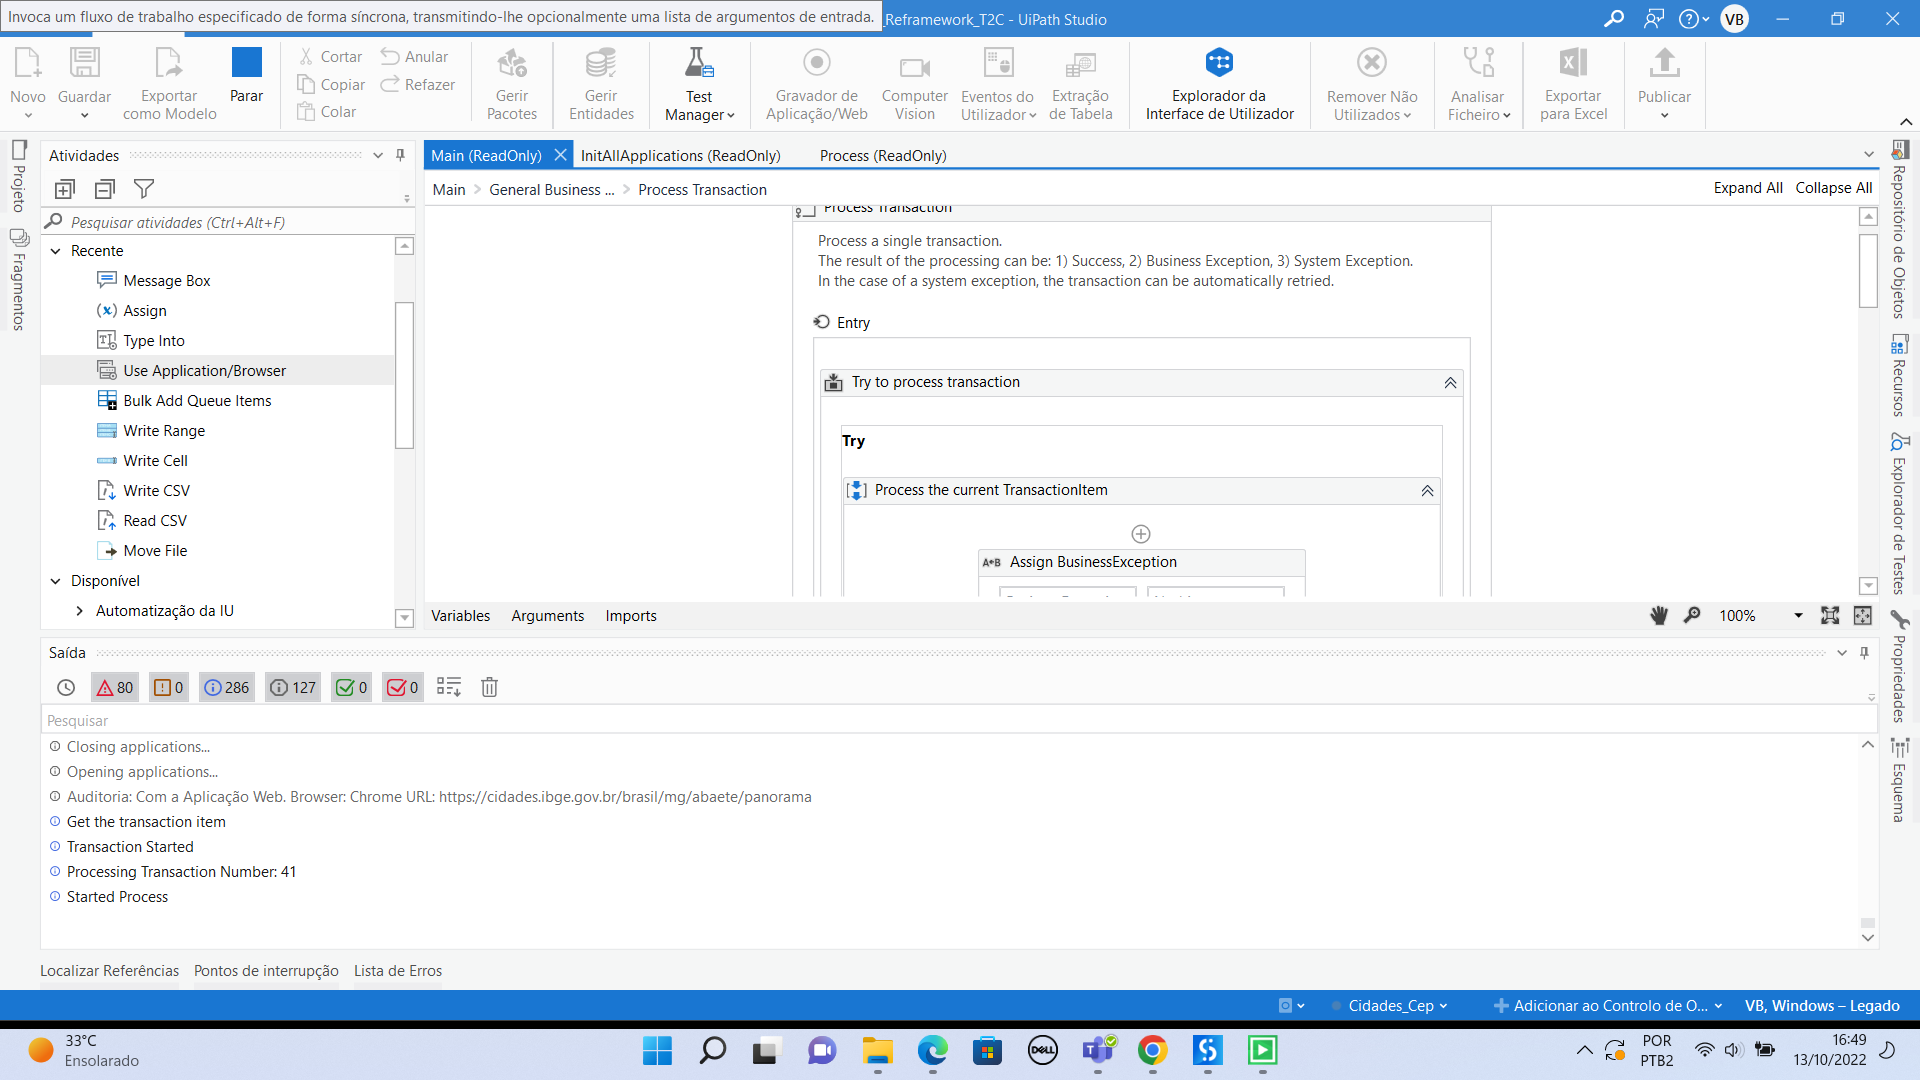 Invoca um fluxo de trabalho especificado de forma síncrona, transmitindo-lhe opcionalmente uma lista de argumentos de entrada.
_Reframework_T2C - UiPath Studio
VB
Novo
Guardar
Exportar
como Modelo
Parar
Cortar
Copiar
Colar
Anular
Refazer
Gerir
Pacotes
Gerir
Entidades
Test
Manager
Gravador de
Aplicação/Web
Computer
Vision
Eventos do
Utilizador
Extração
de Tabela
Explorador da
Interface de Utilizador
Remover Não
Utilizados
Analisar
Ficheiro
Exportar
para Excel
Publicar
Projeto
Fragmentos
Atividades
Pesquisar atividades (Ctrl+Alt+F)
Recente
Message Box
Assign
Type Into
Use Application/Browser
Bulk Add Queue Items
Write Range
Write Cell
Write CSV
Read CSV
Move File
Disponível
Automatização da IU
Main (ReadOnly)
InitAllApplications (ReadOnly)
Process (ReadOnly)
Main > General Business ... > Process Transaction
Expand All
Collapse All
Process Transaction
Process a single transaction.
The result of the processing can be: 1) Success, 2) Business Exception, 3) System Exception.
In the case of a system exception, the transaction can be automatically retried.
Entry
Try to process transaction
Try
Process the current TransactionItem
Assign BusinessException
Variables
Arguments
Imports
100%
Repositório de Objetos
Recursos
Explorador de Testes
Propriedades
Esquema
Saída
80
0
286
127
0
0
Pesquisar
Closing applications...
Opening applications...
Auditoria: Com a Aplicação Web. Browser: Chrome URL: https://cidades.ibge.gov.br/brasil/mg/abaete/panorama
Get the transaction item
Transaction Started
Processing Transaction Number: 41
Started Process
Localizar Referências
Pontos de interrupção
Lista de Erros
Cidades_Cep
Adicionar ao Controlo de O...
VB, Windows – Legado
33°C
Ensolarado
DELL
POR
PTB2
16:49
13/10/2022